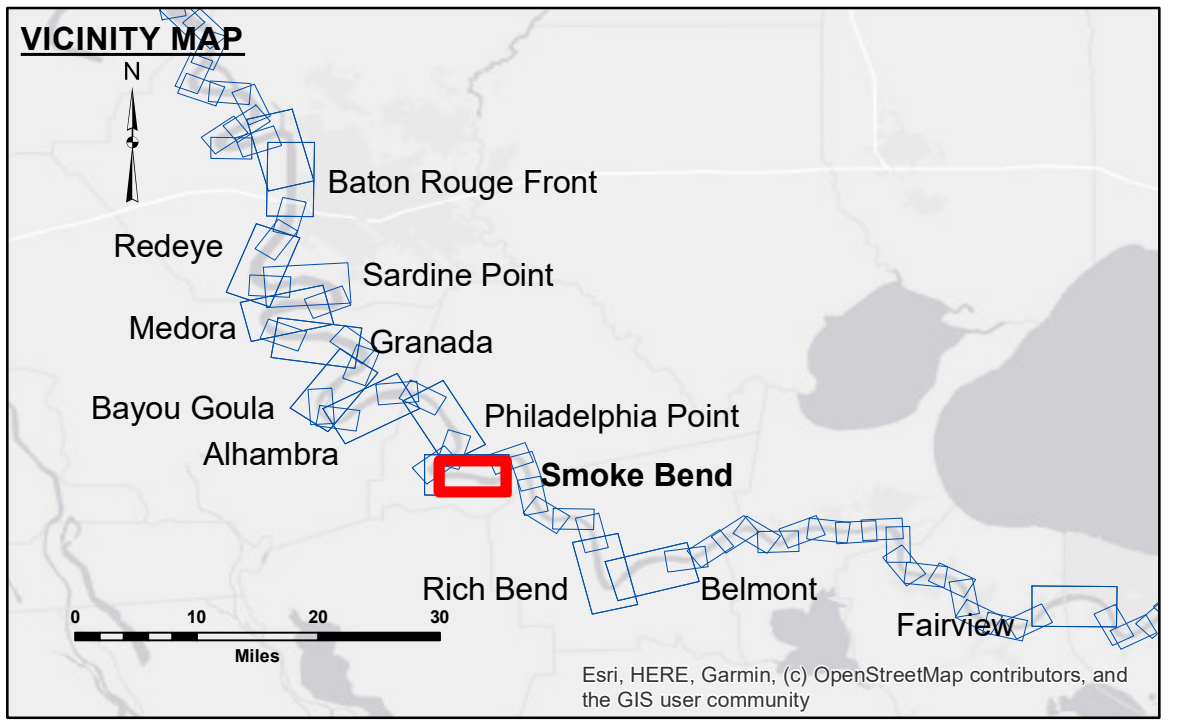 VICINITY MAP
N
Baton Rouge Front
Redeye
Sardine Point
Medora
Granada
Bayou Goula
Philadelphia Point
Alhambra
Smoke Bend
Rich Bend
Belmont
Fairview
0 10 20 30
Miles
Esri, HERE, Garmin, (c) OpenStreetMap contributors, and
the GIS user community